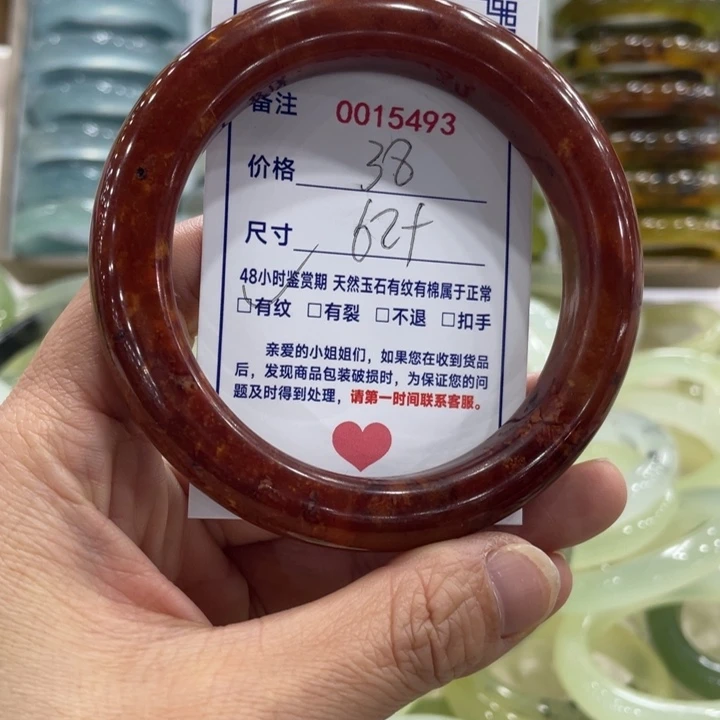 备注 0015493
价格 38
尺寸 62+
48小时鉴赏期 天然玉石有纹有棉属于正常
□有纹 □有裂 □不退 □扣手
亲爱的小姐姐们，如果您在收到货品
后，发现商品包装破损时，为保证您的问
题及时得到处理，请第一时间联系客服。